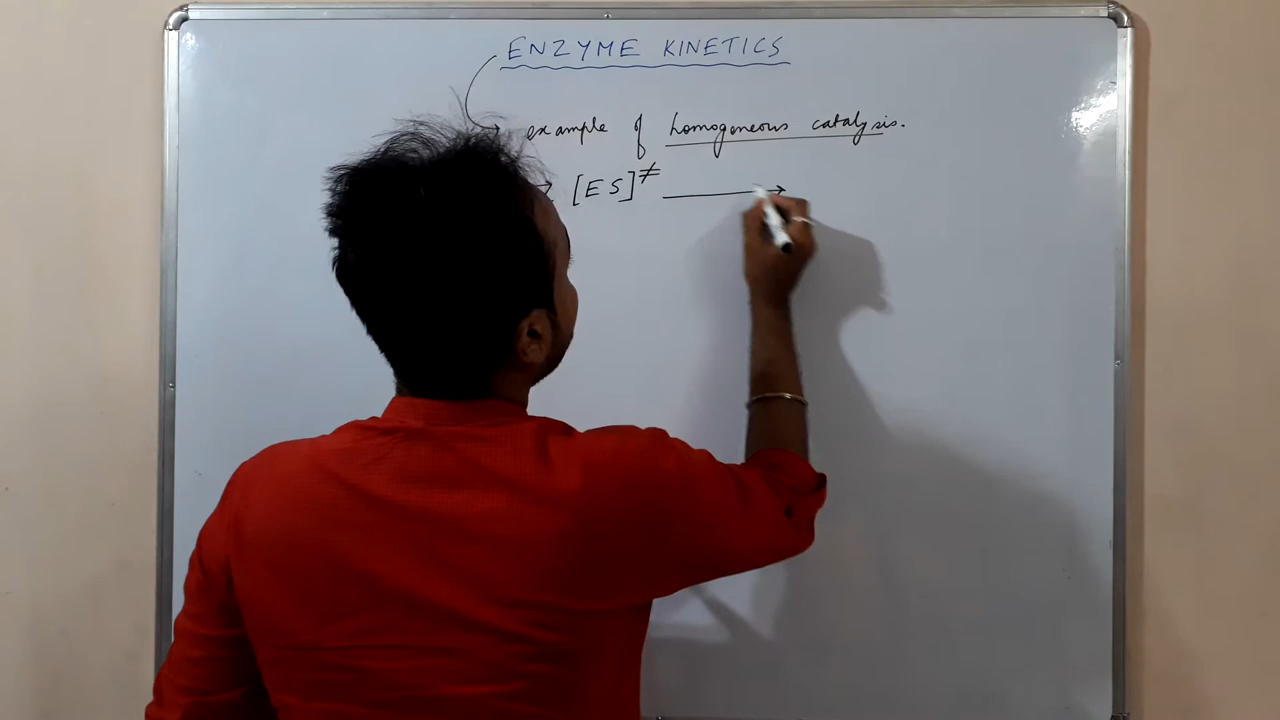 ENZYME KINETICS
example of homogeneous catalysis.
[ES]≠ →